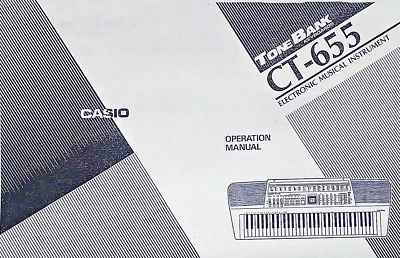 TONE BANK
CT-655
ELECTRONIC MUSICAL INSTRUMENT
CASIO
OPERATION
MANUAL